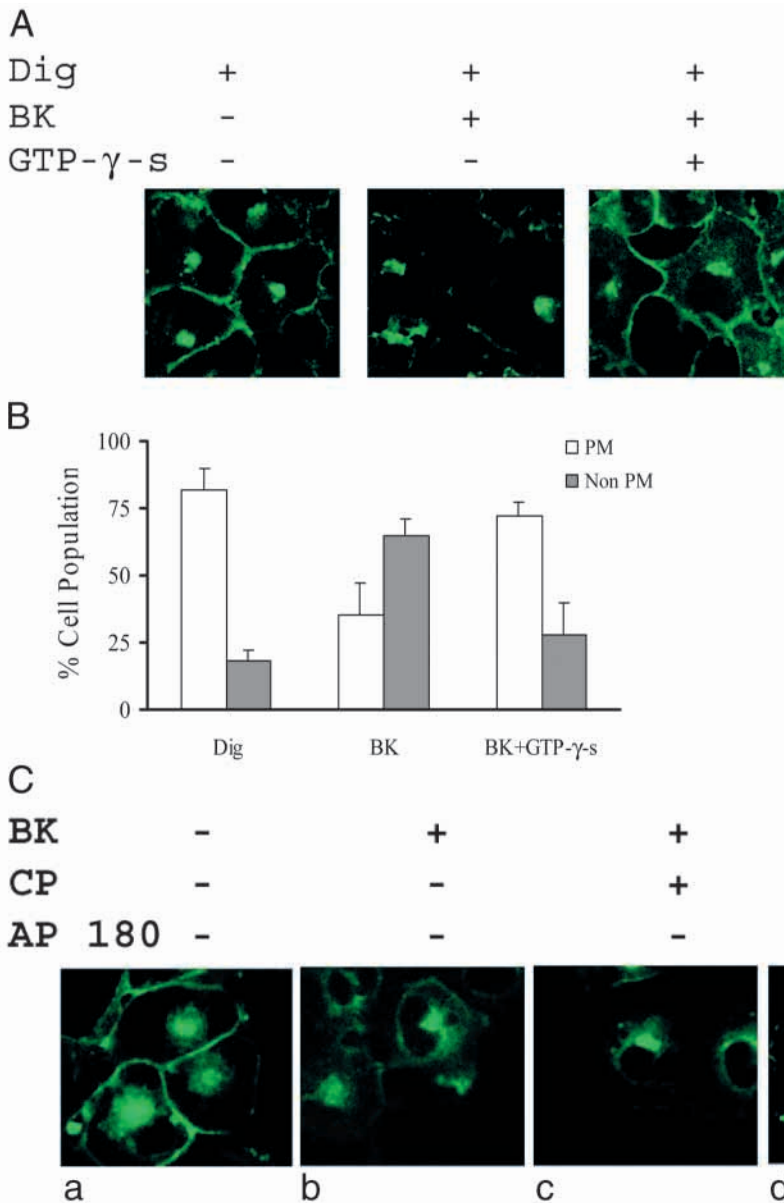 A
Dig + + +
BK - + +
GTP-γ-s - - +
B
100
75
50
25
0
% Cell Population
PM
Non PM
Dig BK BK+GTP-γ-s
C
BK - + +
CP - - +
AP 180 - - -
a b c